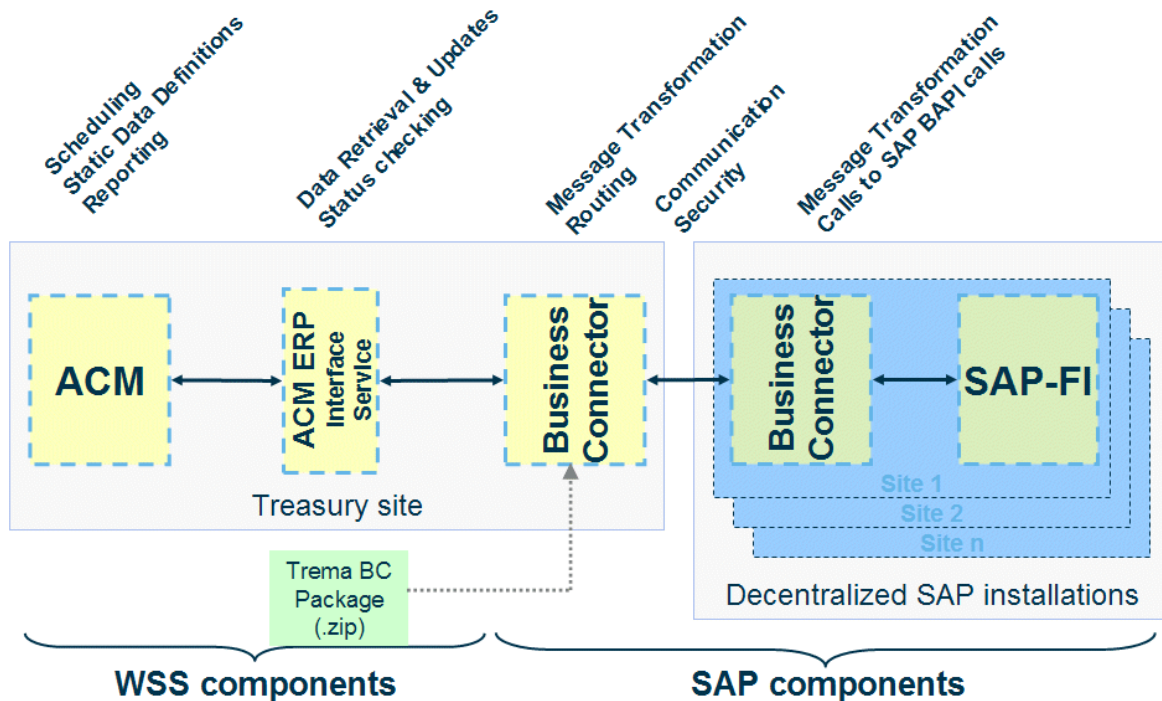 Scheduling
Static Data Definitions
Reporting
Data Retrieval & Updates
Status checking
Message Transformation
Routing
Communication
Security
Message Transformation
Calls to SAP BAPI calls
ACM
ACM ERP
Interface
Service
Business
Connector
Business
Connector
SAP-FI
Site 1
Site 2
Site n
Treasury site
Decentralized SAP installations
Trema BC
Package
(.zip)
WSS components
SAP components